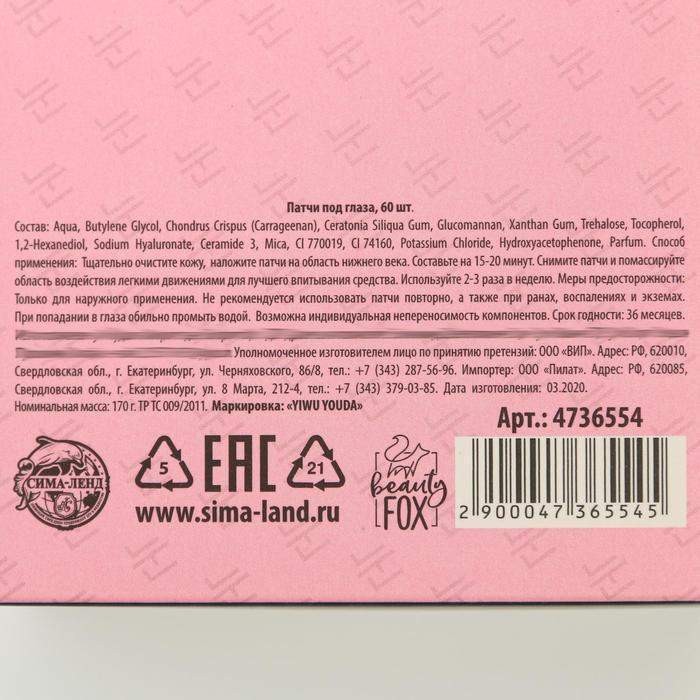 Патчи под глаза, 60 шт.
Состав: Aqua, Butylene Glycol, Chondrus Crispus (Carrageenan), Ceratonia Siliqua Gum, Glucomannan, Xanthan Gum, Trehalose, Tocopherol,
1,2-Hexanediol, Sodium Hyaluronate, Ceramide 3, Mica, CI 770019, CI 74160, Potassium Chloride, Hydroxyacetophenone, Parfum. Способ
применения: Тщательно очистите кожу, наложите патчи на область нижнего века. Составьте на 15-20 минут. Снимите патчи и помассируйте
область воздействия легкими движениями для лучшего впитывания средства. Используйте 2-3 раза в неделю. Меры предосторожности:
Только для наружного применения. Не рекомендуется использовать патчи повторно, а также при ранах, воспалениях и экземах.
При попадании в глаза обильно промыть водой. Возможна индивидуальная непереносимость компонентов. Срок годности: 36 месяцев.
Уполномоченное изготовителем лицо по принятию претензий: ООО «ВИП». Адрес: РФ, 620010,
Свердловская обл., г. Екатеринбург, ул. Черняховского, 86/8, тел.: +7 (343) 287-56-96. Импортер: ООО «Пилат». Адрес: РФ, 620085,
Свердловская обл., г. Екатеринбург, ул. 8 Марта, 212-4, тел.: +7 (343) 379-03-85. Дата изготовления: 03.2020.
Номинальная масса: 170 г. ТР ТС 009/2011. Маркировка: «YIWU YOUDA»
Арт.: 4736554
СИМА-ЛЕНД
5
EAC
21
www.sima-land.ru
beauty
FOX
2 900047 365545